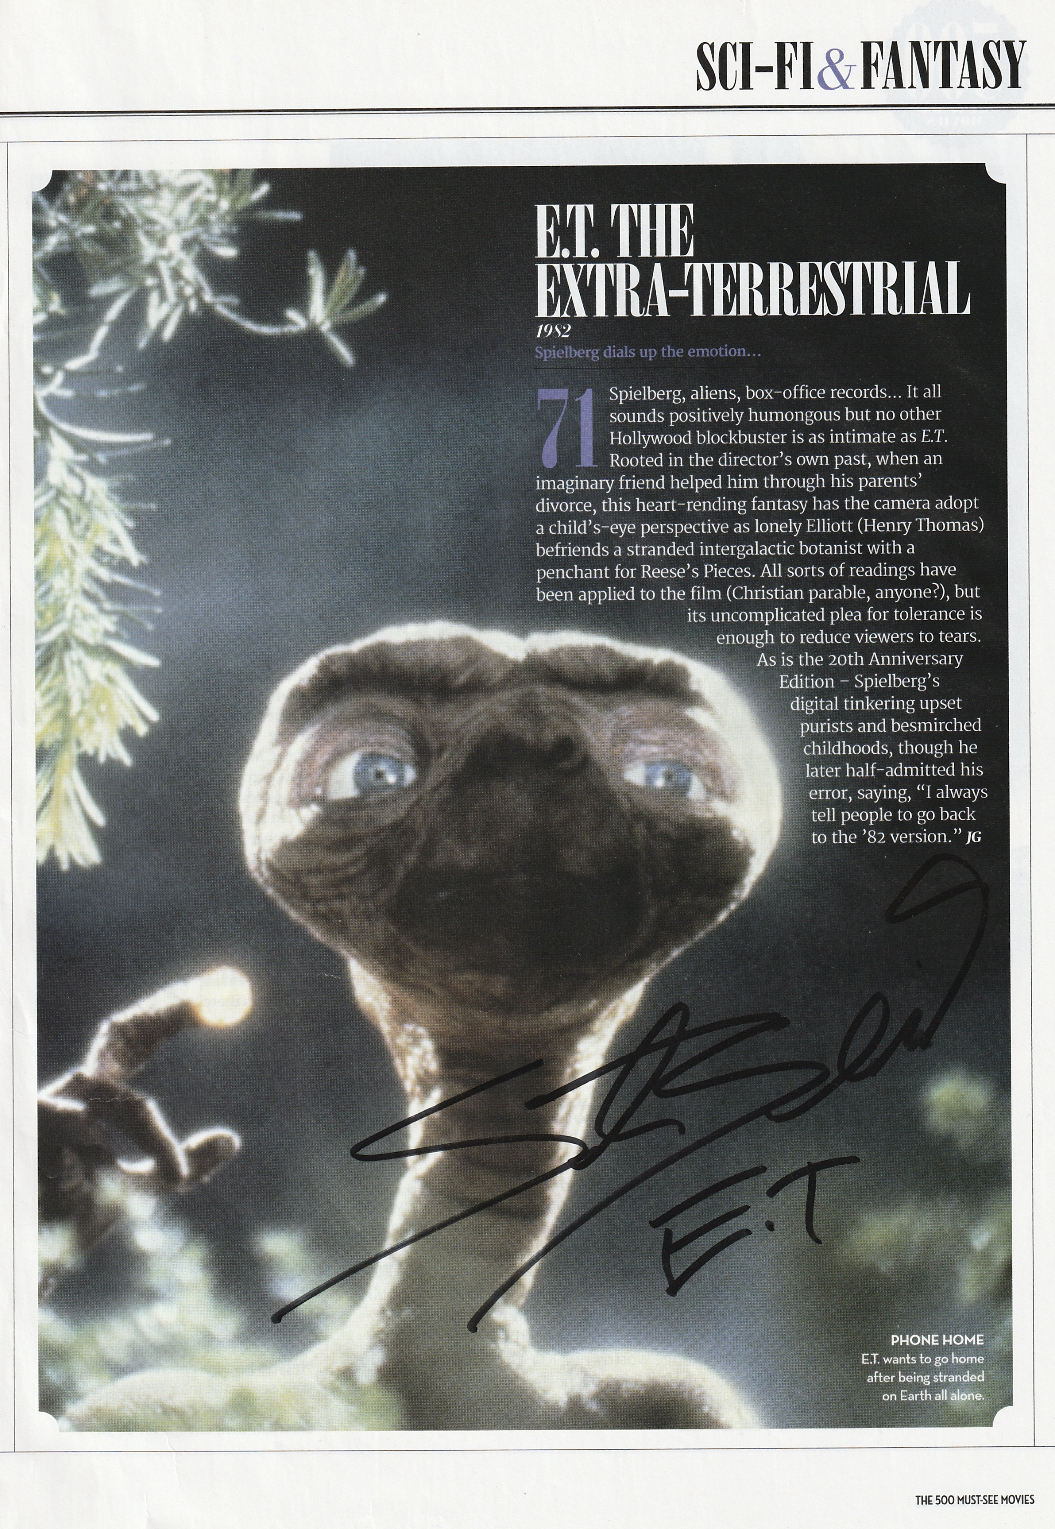 SCI-FI & FANTASY
E.T. THE
EXTRA-TERRESTRIAL
1982
Spielberg dials up the emotion...
71 Spielberg, aliens, box-office records... It all
sounds positively humongous but no other
Hollywood blockbuster is as intimate as E.T.
Rooted in the director's own past, when an
imaginary friend helped him through his parents'
divorce, this heart-rending fantasy has the camera adopt
a child's-eye perspective as lonely Elliott (Henry Thomas)
befriends a stranded intergalactic botanist with a
penchant for Reese's Pieces. All sorts of readings have
been applied to the film (Christian parable, anyone?), but
its uncomplicated plea for tolerance is
enough to reduce viewers to tears.
As is the 20th Anniversary
Edition – Spielberg's
digital tinkering upset
purists and besmirched
childhoods, though he
later half-admitted his
error, saying, “I always
tell people to go back
to the '82 version.” JG
E.T
PHONE HOME
E.T. wants to go home
after being stranded
on Earth all alone.
THE 500 MUST-SEE MOVIES